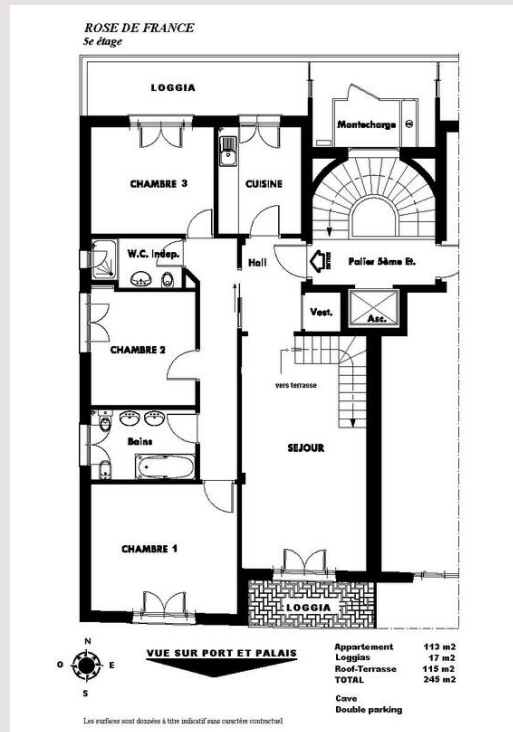 ROSE DE FRANCE
5e étage
LOGGIA
Montecharge
CHAMBRE 3
CUISINE
W.C. Indep.
Hall
ENTREE
Palier 5ème Et.
Vest.
Asc.
CHAMBRE 2
vers terrasse
Bains
SEJOUR
CHAMBRE 1
LOGGIA
N
O E
S
VUE SUR PORT ET PALAIS
Appartement 113 m2
Loggias 17 m2
Roof-Terrasse 115 m2
TOTAL 245 m2
Cave
Double parking
Les surfaces sont données à titre indicatif sans caractère contractuel